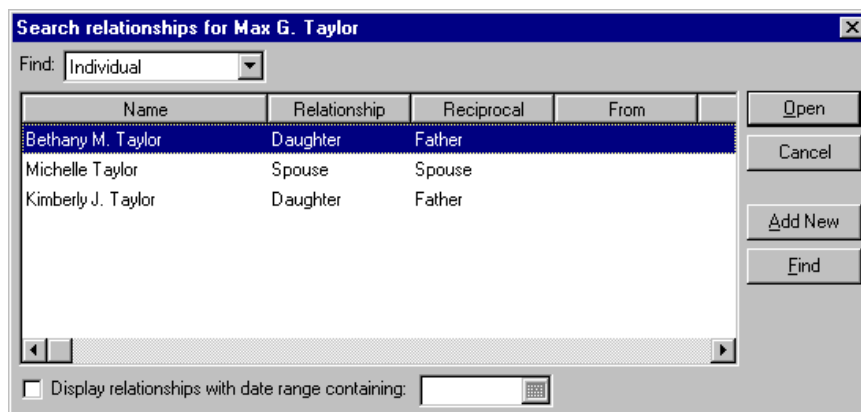 Search relationships for Max G. Taylor
Find: Individual
Name Relationship Reciprocal From
Open
Bethany M. Taylor Daughter Father
Cancel
Michelle Taylor Spouse Spouse
Kimberly J. Taylor Daughter Father
Add New
Find
Display relationships with date range containing: